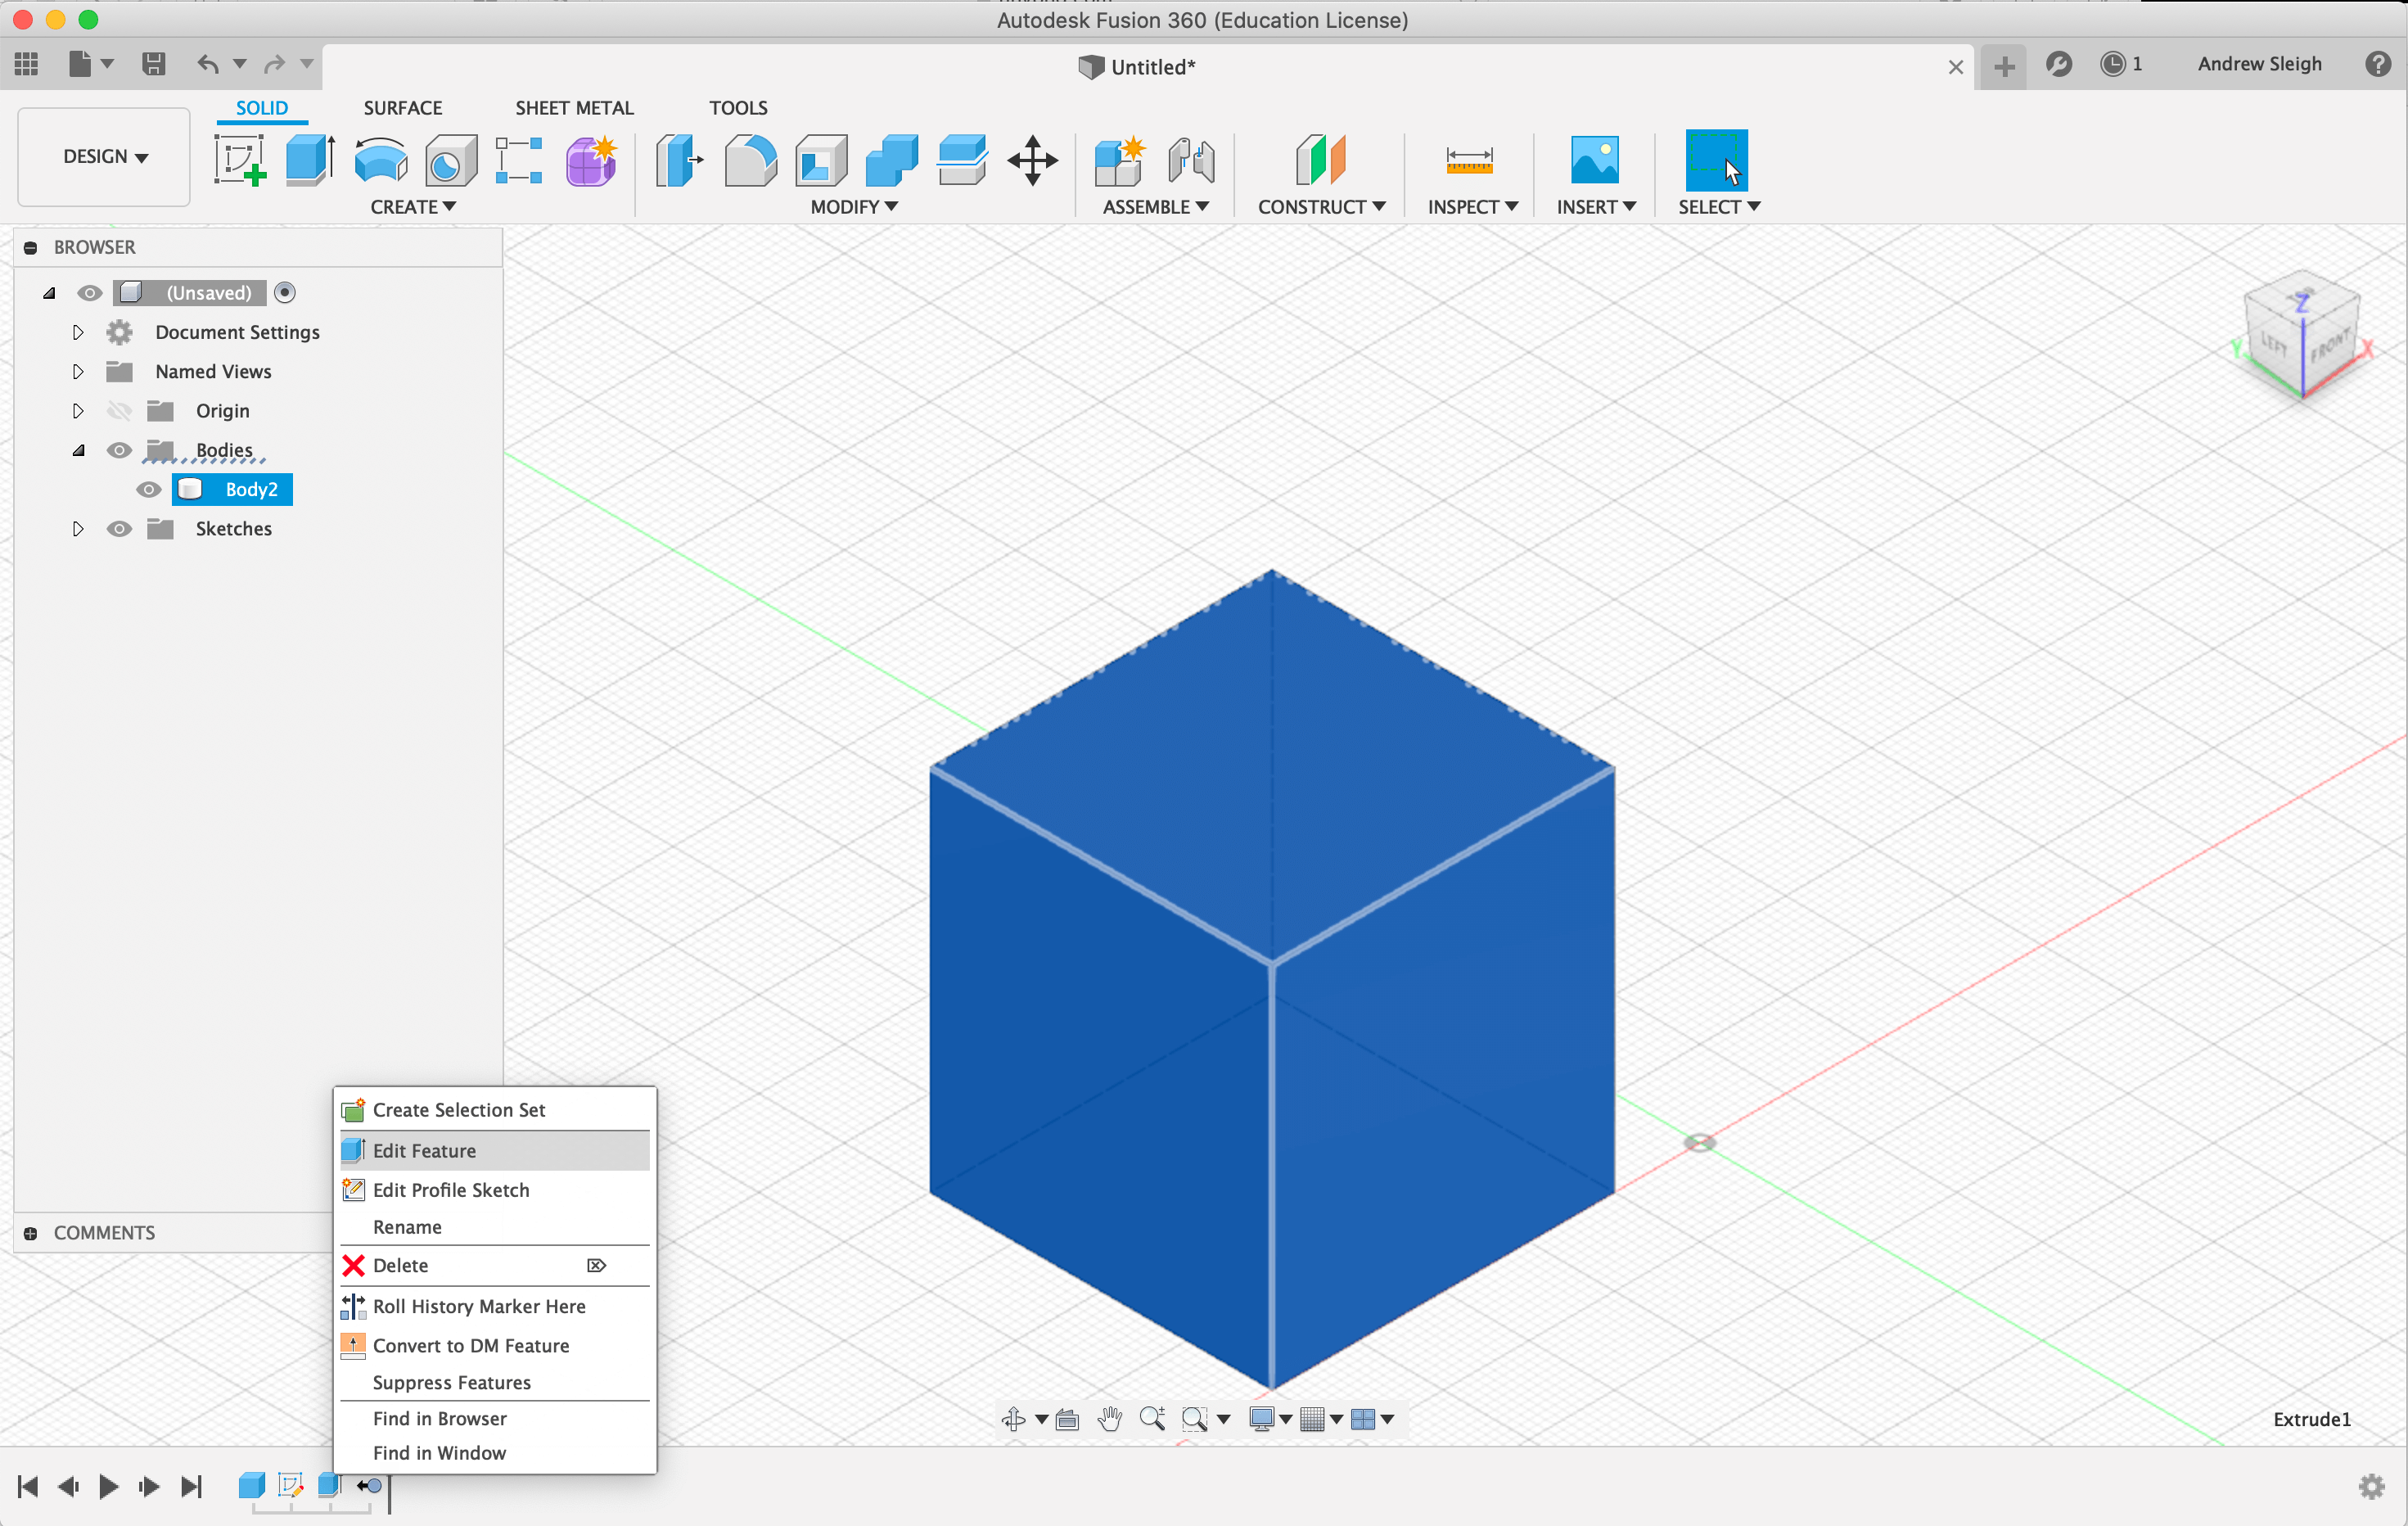 Autodesk Fusion 360 (Education License)
Untitled*
1
Andrew Sleigh
?
DESIGN
SOLID
SURFACE
SHEET METAL
TOOLS
CREATE
MODIFY
ASSEMBLE
CONSTRUCT
INSPECT
INSERT
SELECT
BROWSER
(Unsaved)
Document Settings
Named Views
Origin
Bodies
Body2
Sketches
Z
Y
X
LEFT
FRONT
Create Selection Set
Edit Feature
Edit Profile Sketch
Rename
Delete
Roll History Marker Here
Convert to DM Feature
Suppress Features
Find in Browser
Find in Window
COMMENTS
Extrude1